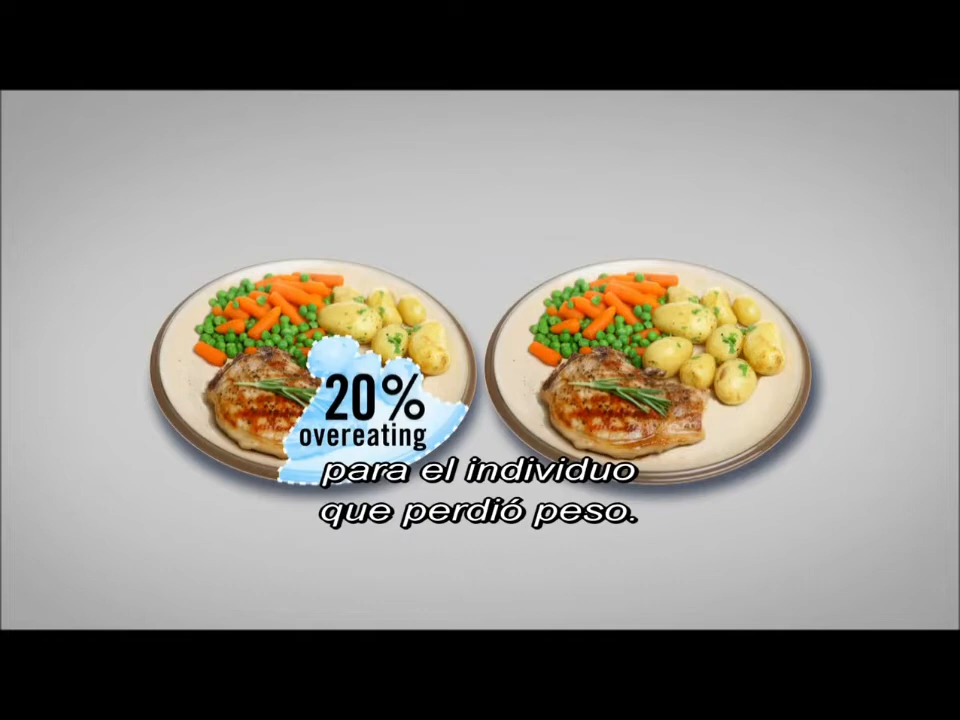 20%
overeating
para el individuo
que perdió peso.